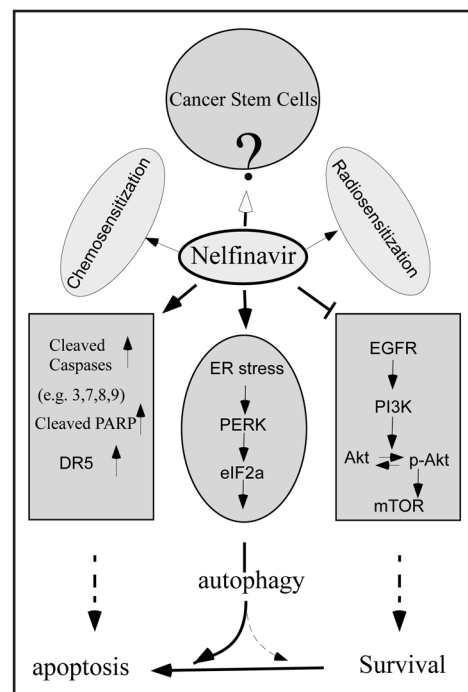 Cancer Stem Cells
?
Chemosensitization
Radiosensitization
Nelfinavir
Cleaved
Caspases
(e.g. 3,7,8,9)
Cleaved PARP
DR5
ER stress
PERK
eIF2a
EGFR
PI3K
Akt p-Akt
mTOR
autophagy
apoptosis
Survival